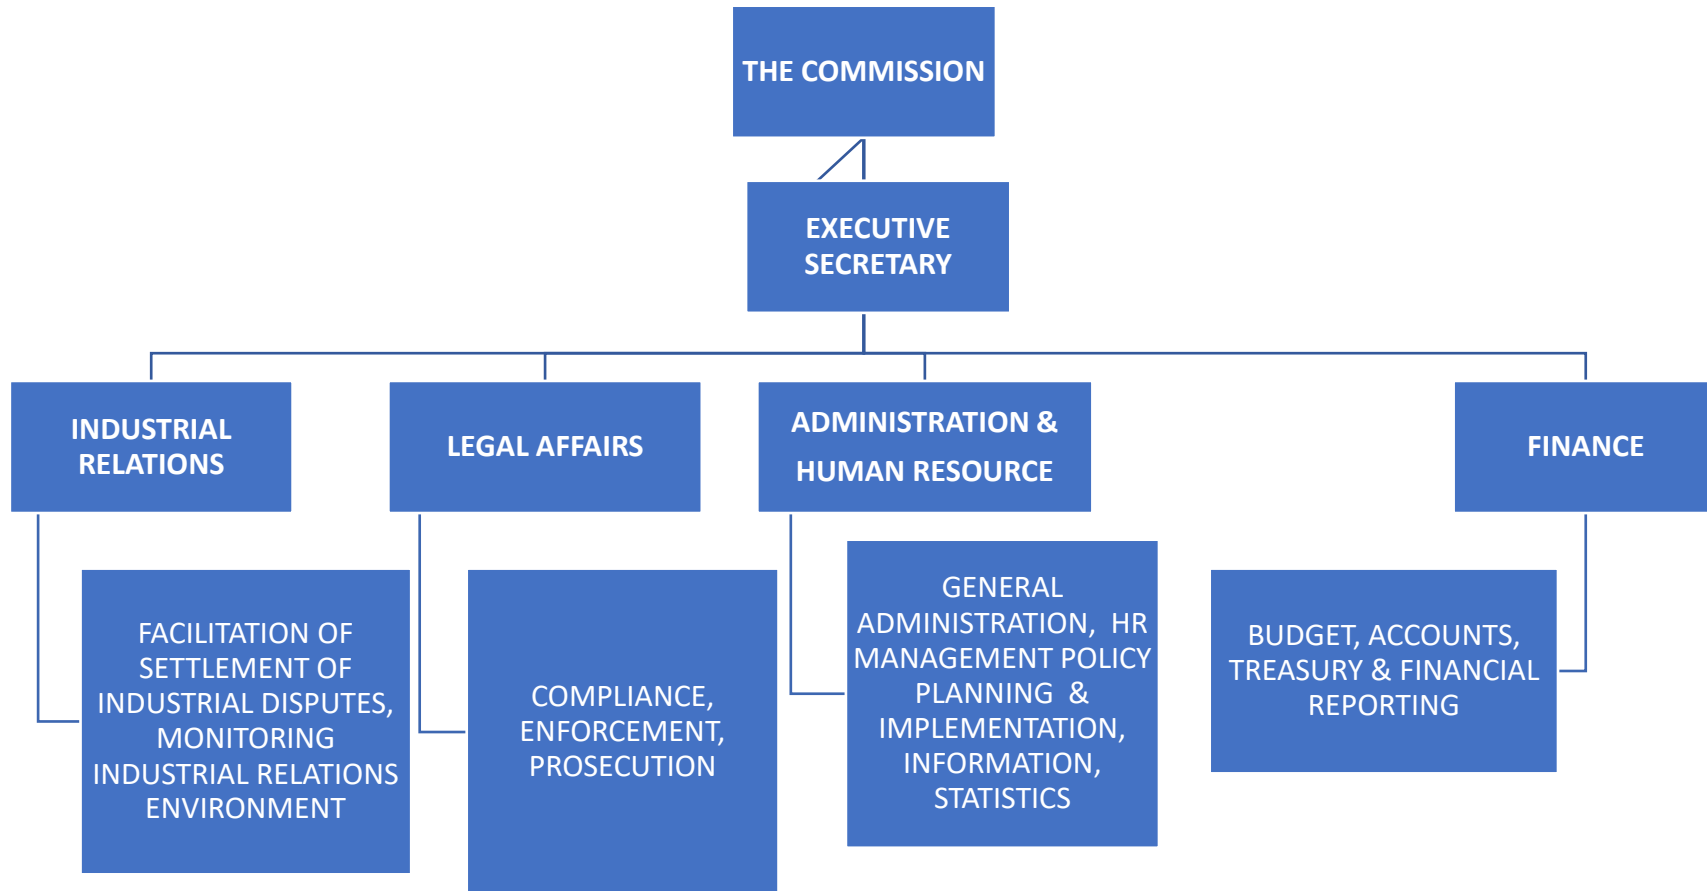 THE COMMISSION
EXECUTIVE
SECRETARY
INDUSTRIAL
RELATIONS
LEGAL AFFAIRS
ADMINISTRATION &
HUMAN RESOURCE
FINANCE
FACILITATION OF
SETTLEMENT OF
INDUSTRIAL DISPUTES,
MONITORING
INDUSTRIAL RELATIONS
ENVIRONMENT
COMPLIANCE,
ENFORCEMENT,
PROSECUTION
GENERAL
ADMINISTRATION, HR
MANAGEMENT POLICY
PLANNING &
IMPLEMENTATION,
INFORMATION,
STATISTICS
BUDGET, ACCOUNTS,
TREASURY & FINANCIAL
REPORTING